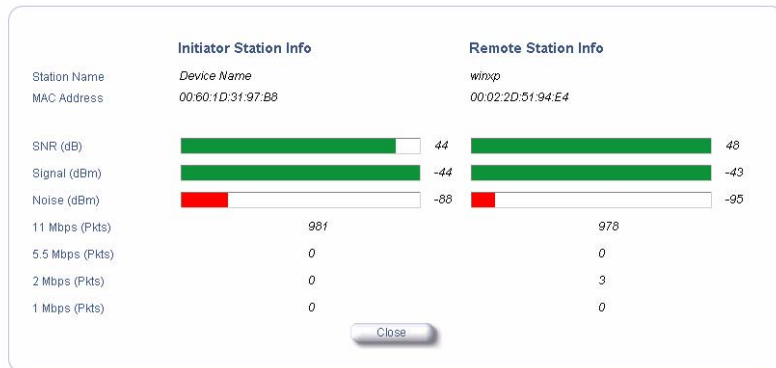 Initiator Station Info Remote Station Info
Station Name Device Name winxp
MAC Address 00:60:1D:31:97:B8 00:02:2D:51:94:E4
SNR (dB) 44 48
Signal (dBm) -44 -43
Noise (dBm) -88 -95
11 Mbps (Pkts) 981 978
5.5 Mbps (Pkts) 0 0
2 Mbps (Pkts) 0 3
1 Mbps (Pkts) 0 0
Close